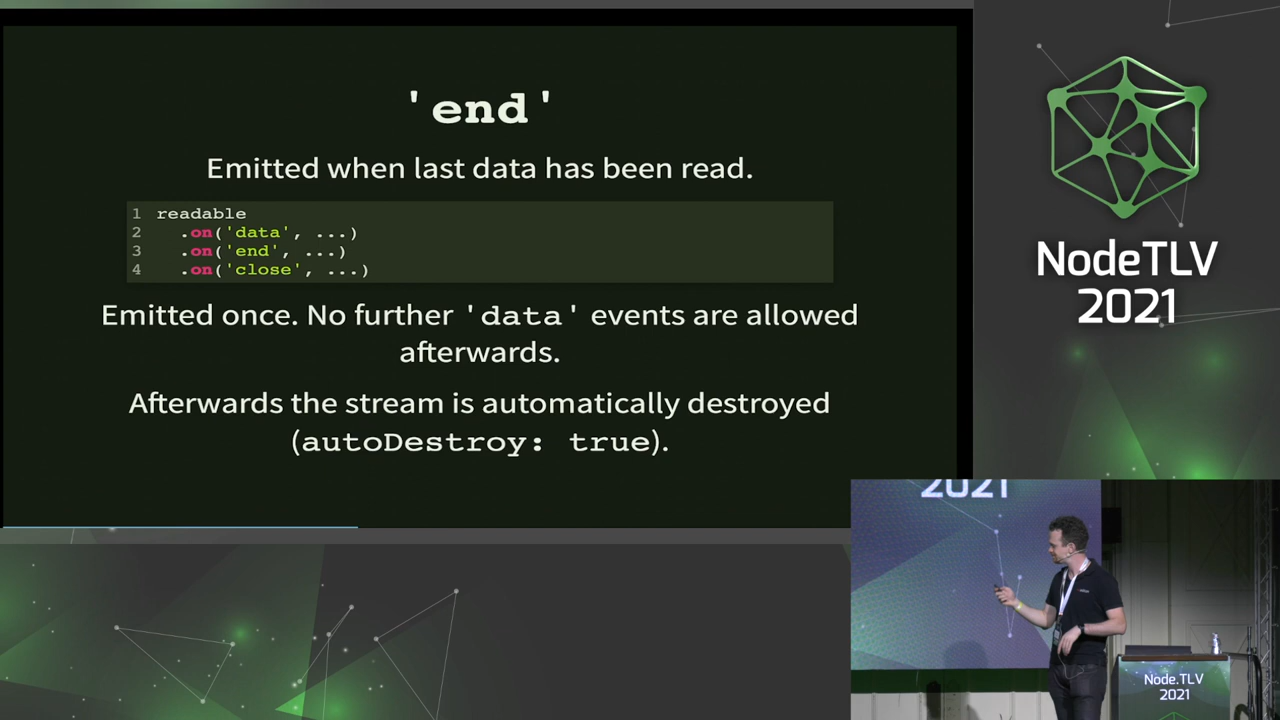 'end'
Emitted when last data has been read.
1 readable
2   .on('data', ...)
3   .on('end', ...)
4   .on('close', ...)
Emitted once. No further 'data' events are allowed
afterwards.
Afterwards the stream is automatically destroyed
(autoDestroy: true).
NodeTLV
2021
2021
Node.TLV
2021